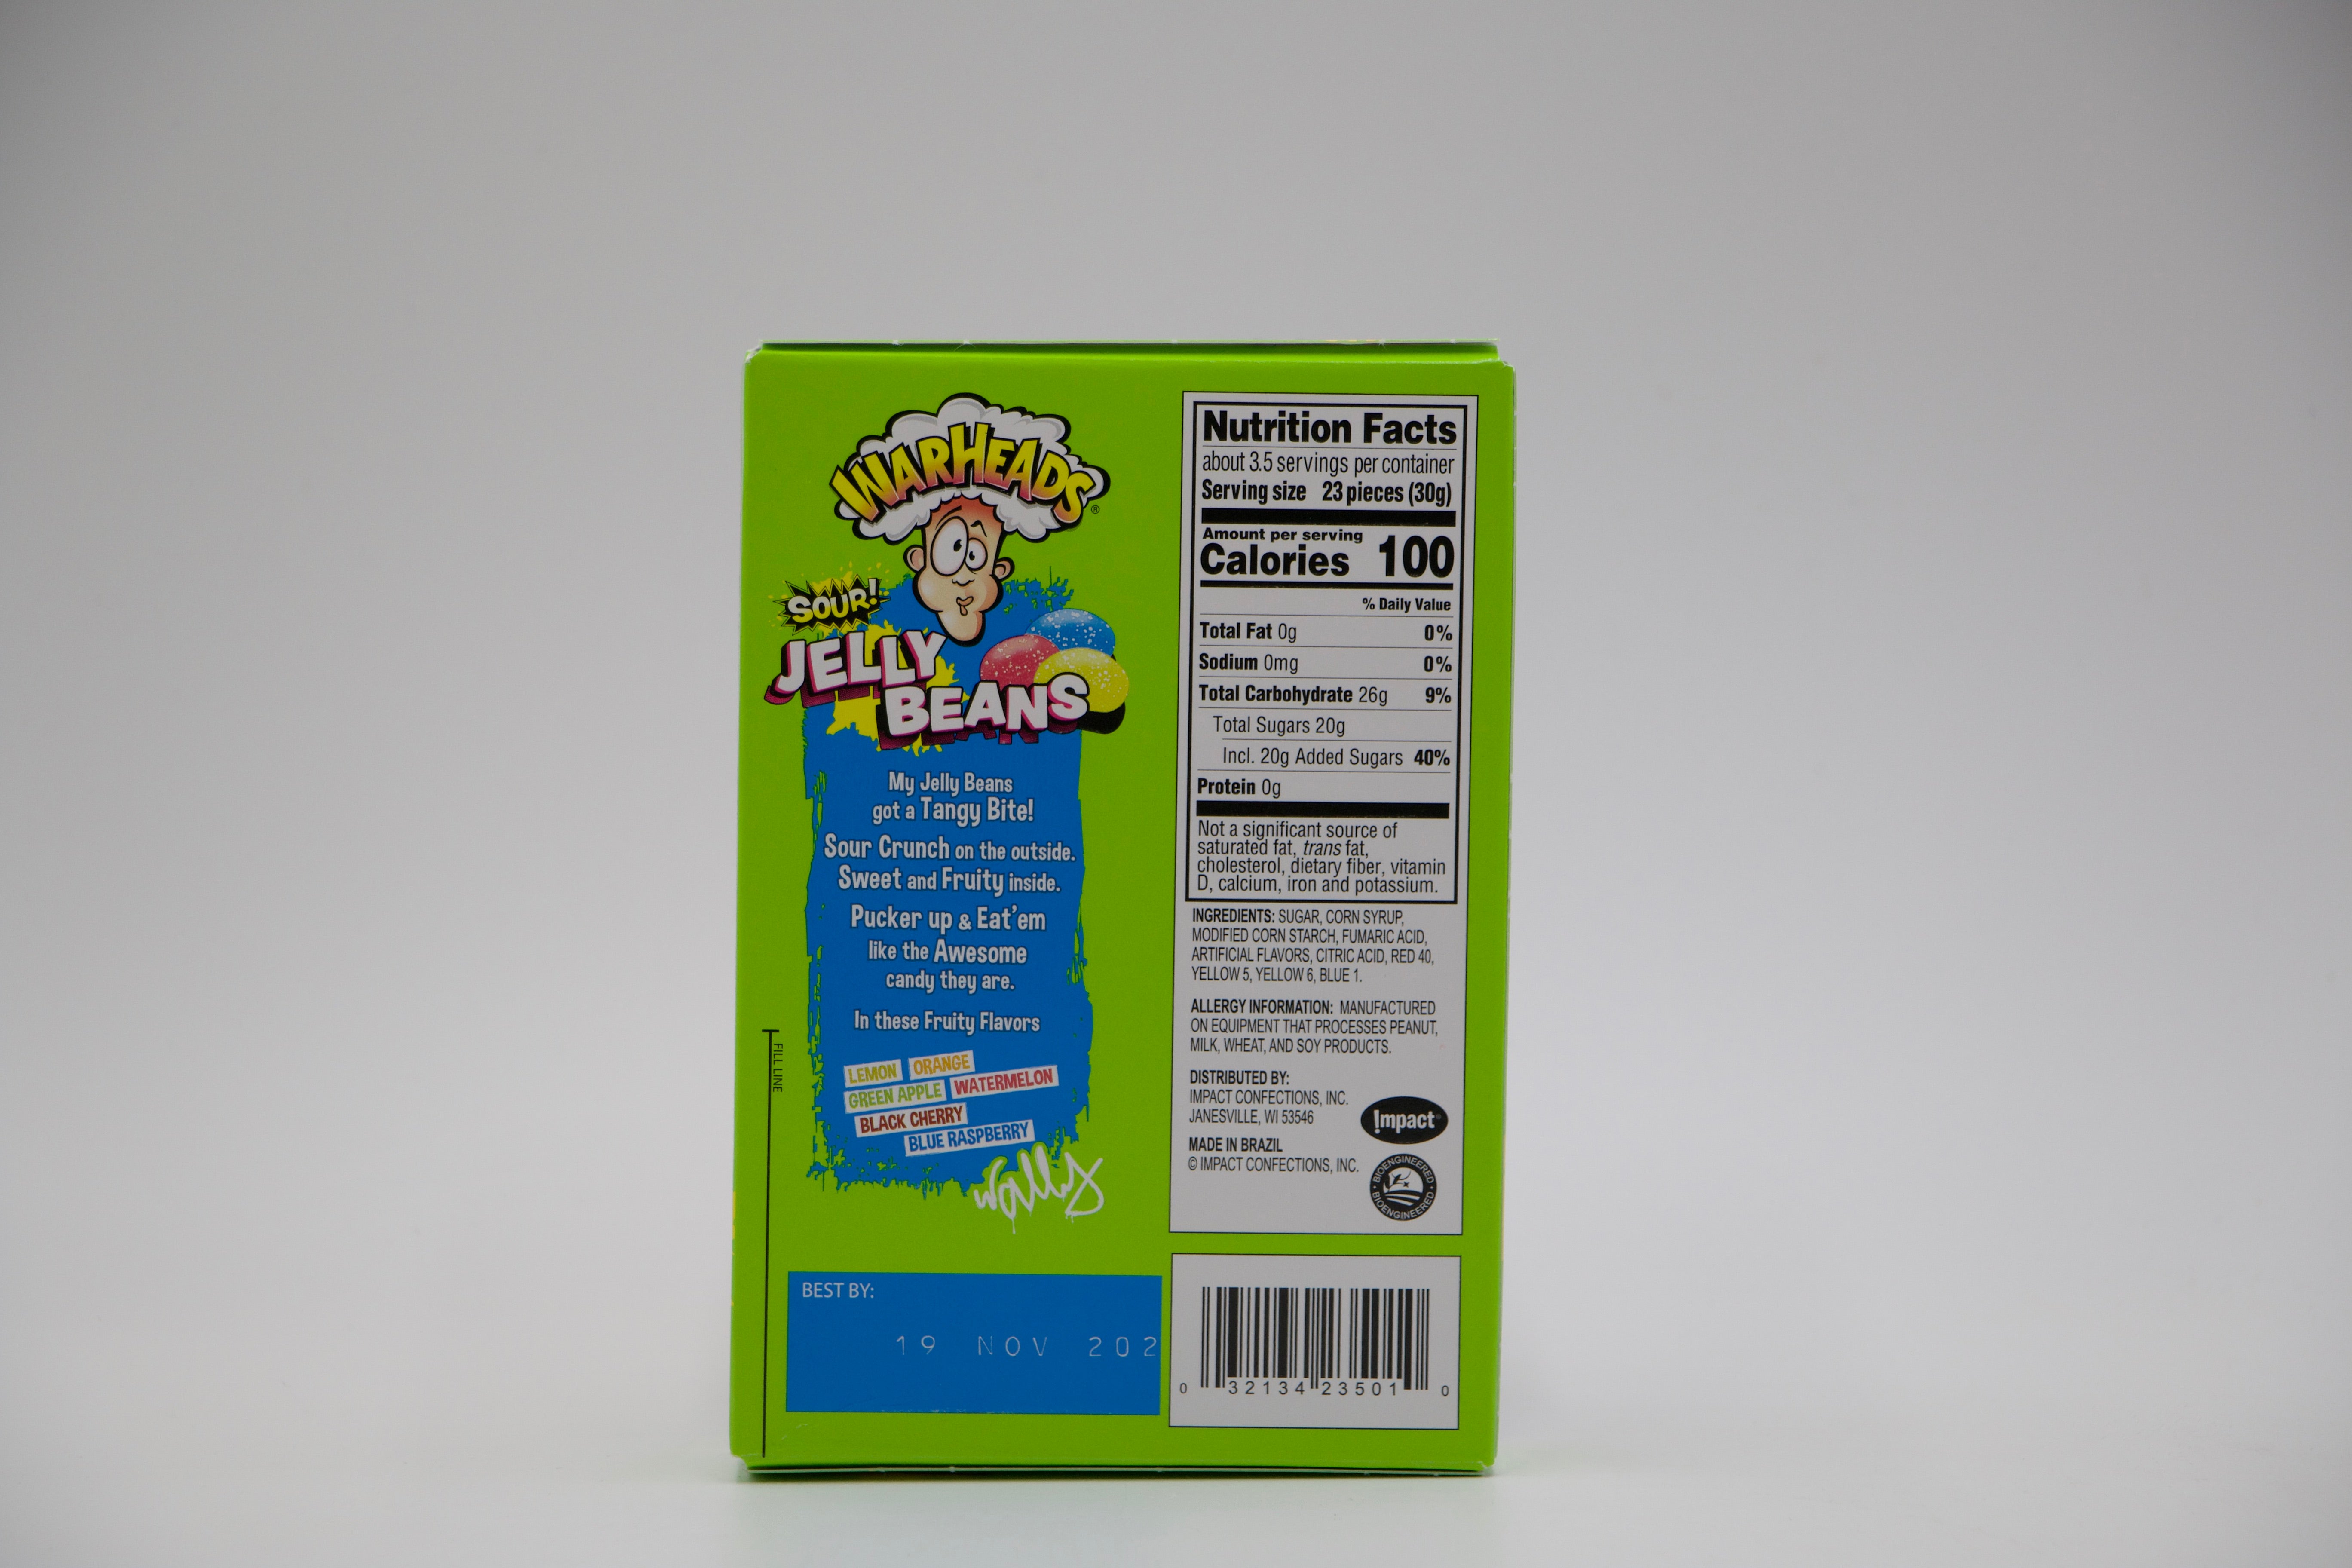 WARHEADS®
SOUR!
JELLY
BEANS
My Jelly Beans
got a Tangy Bite!
Sour Crunch on the outside.
Sweet and Fruity inside.
Pucker up & Eat'em
like the Awesome
candy they are.
In these Fruity Flavors
LEMON ORANGE
GREEN APPLE WATERMELON
BLACK CHERRY
BLUE RASPBERRY
Wally
FILL LINE
BEST BY:
19 NOV 202
Nutrition Facts
about 3.5 servings per container
Serving size 23 pieces (30g)
Amount per serving
Calories 100
% Daily Value
Total Fat 0g 0%
Sodium 0mg 0%
Total Carbohydrate 26g 9%
Total Sugars 20g
Incl. 20g Added Sugars 40%
Protein 0g
Not a significant source of
saturated fat, trans fat,
cholesterol, dietary fiber, vitamin
D, calcium, iron and potassium.
INGREDIENTS: SUGAR, CORN SYRUP,
MODIFIED CORN STARCH, FUMARIC ACID,
ARTIFICIAL FLAVORS, CITRIC ACID, RED 40,
YELLOW 5, YELLOW 6, BLUE 1.
ALLERGY INFORMATION: MANUFACTURED
ON EQUIPMENT THAT PROCESSES PEANUT,
MILK, WHEAT, AND SOY PRODUCTS.
DISTRIBUTED BY:
IMPACT CONFECTIONS, INC.
JANESVILLE, WI 53546
MADE IN BRAZIL
© IMPACT CONFECTIONS, INC.
Impact
BIOENGINEERED • BIOENGINEERED •
0 32134 23501 0